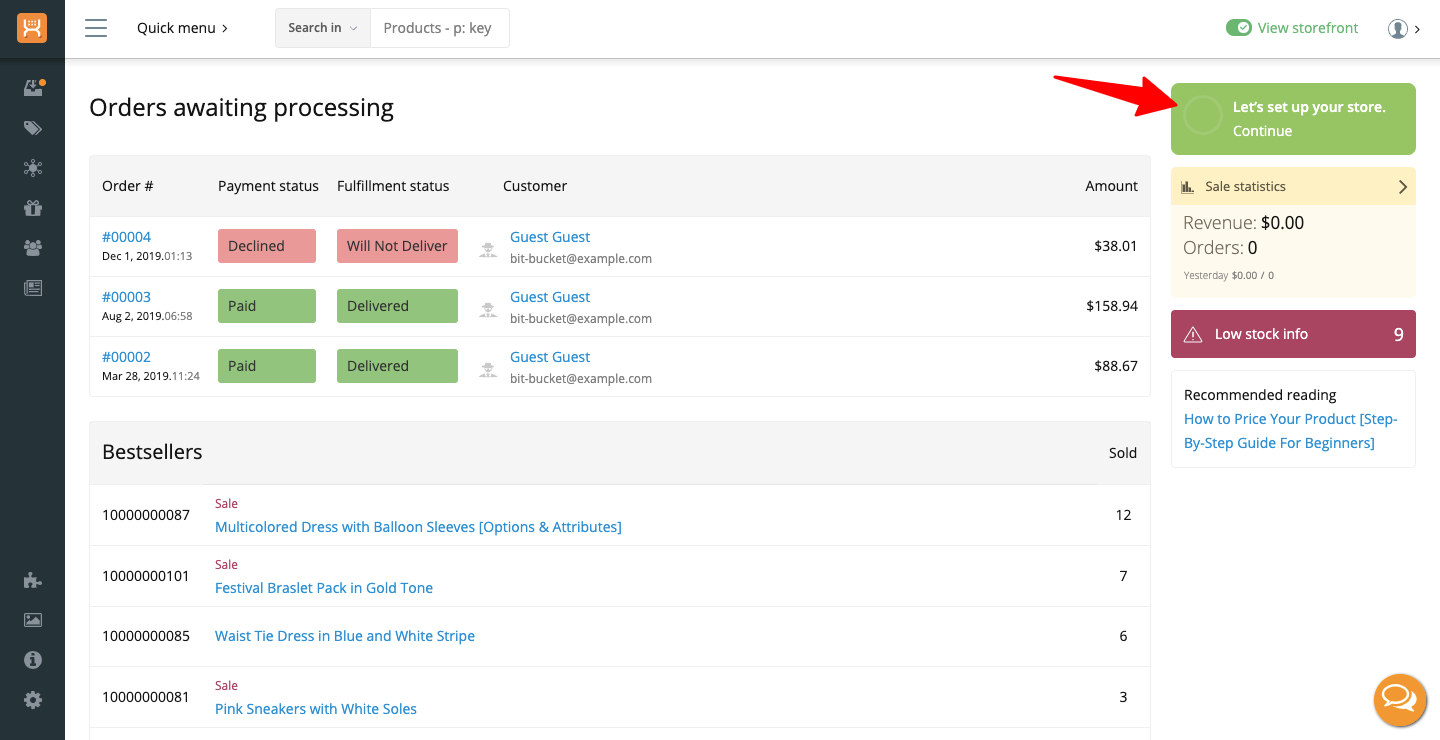 Quick menu
Search in
Products - p: key
View storefront
Orders awaiting processing
Order #
Payment status
Fulfillment status
Customer
Amount
#00004
Dec 1, 2019.01:13
Declined
Will Not Deliver
Guest Guest
bit-bucket@example.com
$38.01
#00003
Aug 2, 2019.06:58
Paid
Delivered
Guest Guest
bit-bucket@example.com
$158.94
#00002
Mar 28, 2019.11:24
Paid
Delivered
Guest Guest
bit-bucket@example.com
$88.67
Bestsellers
Sold
10000000087
Sale
Multicolored Dress with Balloon Sleeves [Options & Attributes]
12
10000000101
Sale
Festival Braslet Pack in Gold Tone
7
10000000085
Waist Tie Dress in Blue and White Stripe
6
10000000081
Sale
Pink Sneakers with White Soles
3
Let's set up your store.
Continue
Sale statistics
Revenue: $0.00
Orders: 0
Yesterday $0.00 / 0
Low stock info
9
Recommended reading
How to Price Your Product [Step-
By-Step Guide For Beginners]